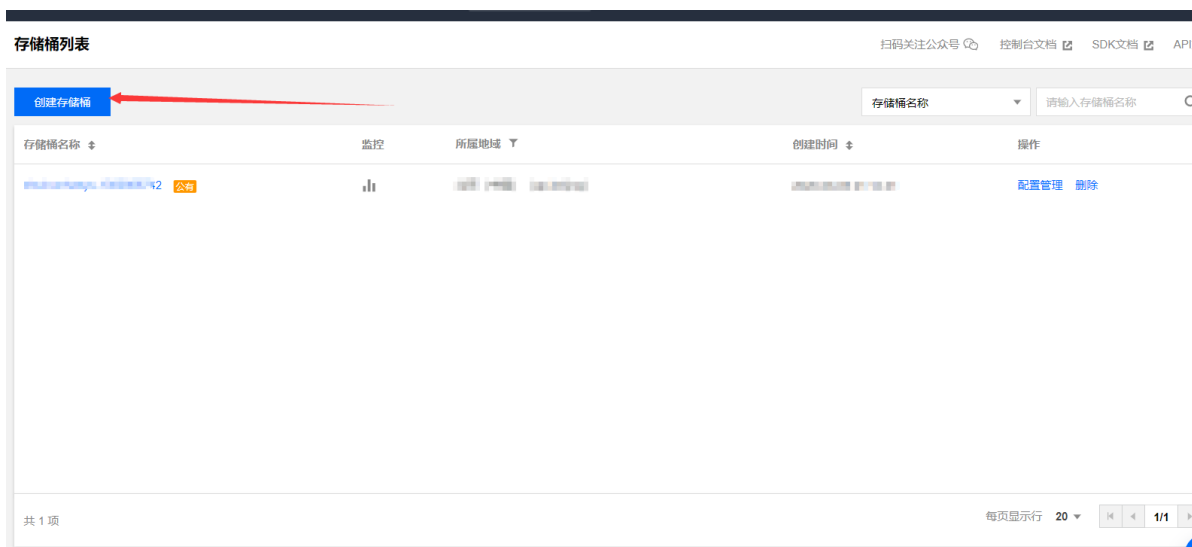 存储桶列表 扫码关注公众号 控制台文档 SDK文档 API
创建存储桶 存储桶名称 请输入存储桶名称
存储桶名称 监控 所属地域 创建时间 操作
公有 配置管理 删除
共 1 项 每页显示行 20 1/1